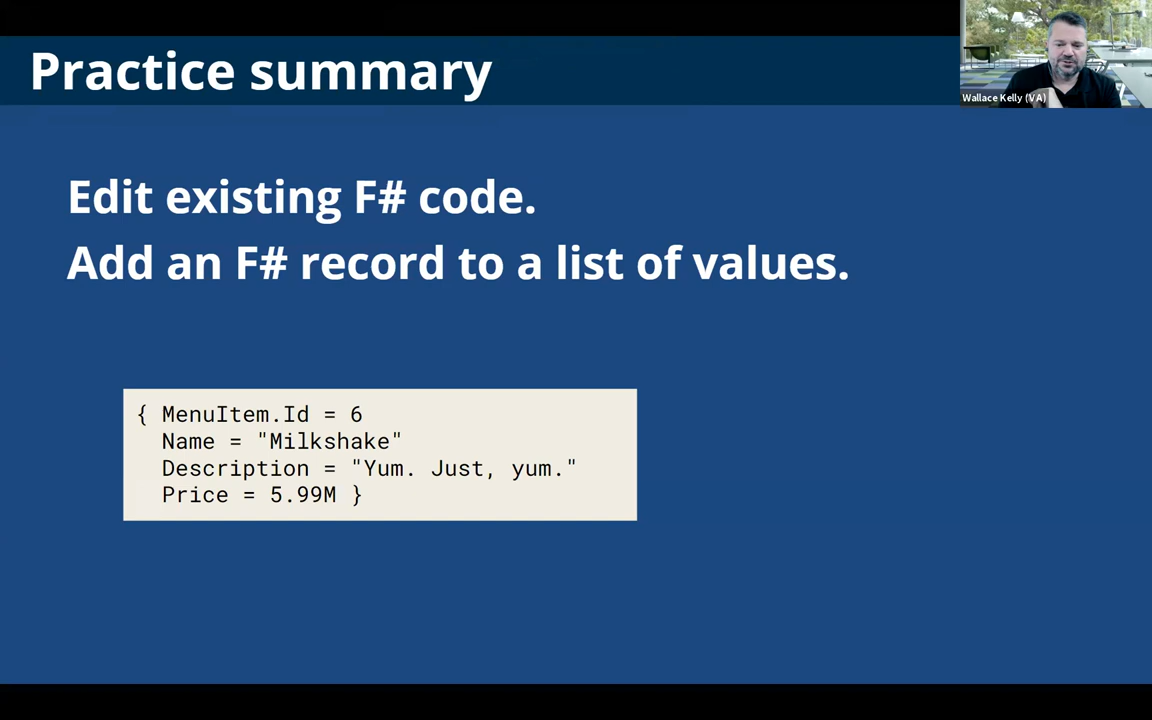 Practice summary
Wallace Kelly (VA)
Edit existing F# code.
Add an F# record to a list of values.
{ MenuItem.Id = 6
Name = "Milkshake"
Description = "Yum. Just, yum."
Price = 5.99M }